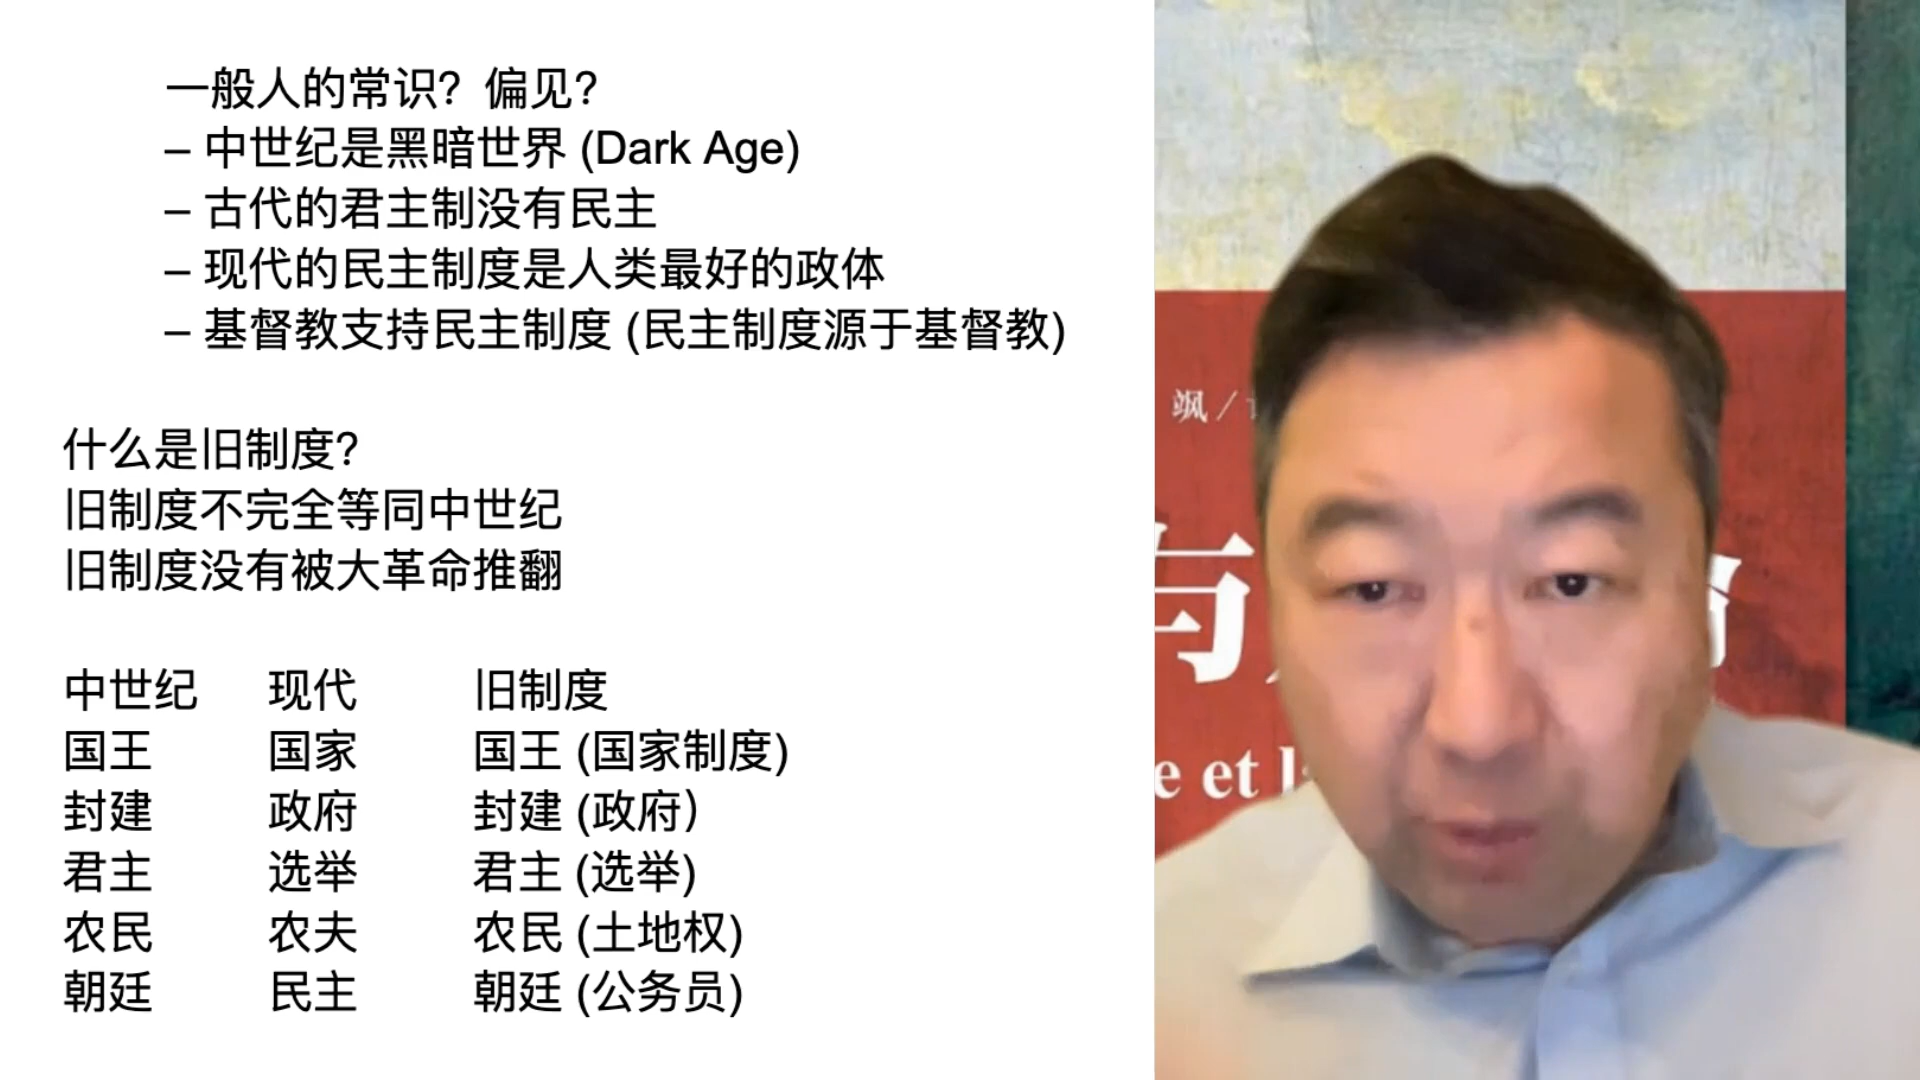 一般人的常识？偏见？
– 中世纪是黑暗世界 (Dark Age)
– 古代的君主制没有民主
– 现代的民主制度是人类最好的政体
– 基督教支持民主制度 (民主制度源于基督教)
什么是旧制度？
旧制度不完全等同中世纪
旧制度没有被大革命推翻
中世纪 现代 旧制度
国王 国家 国王 (国家制度)
封建 政府 封建 (政府）
君主 选举 君主 (选举)
农民 农夫 农民 (土地权)
朝廷 民主 朝廷 (公务员)
飒／
与
e et l